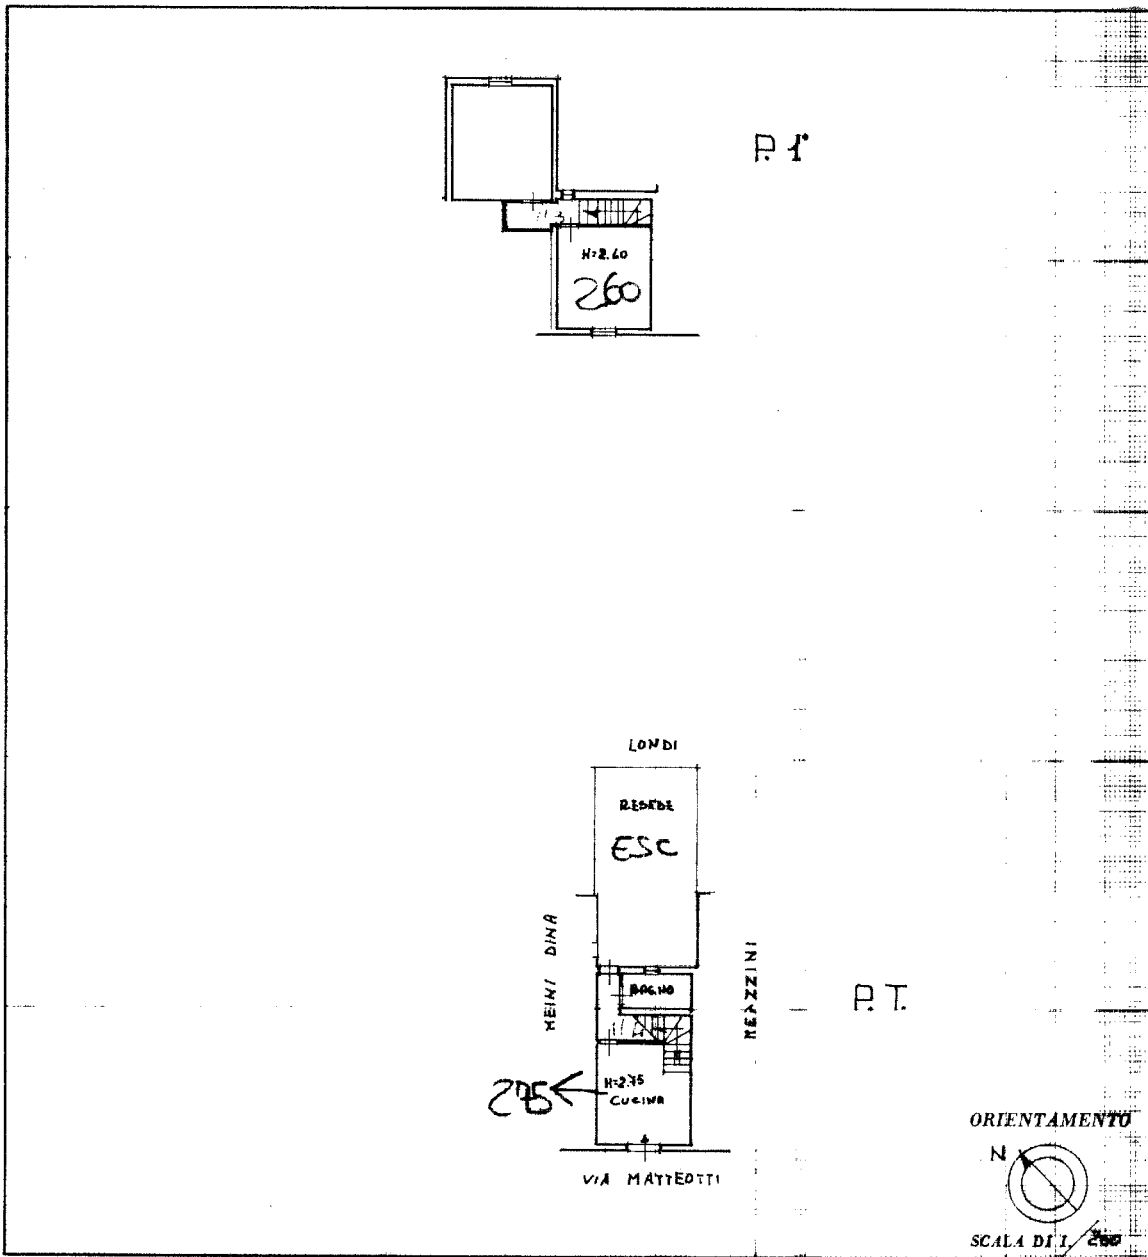 P. 1°
H=2.60
260
LONDI
RESEDE
ESC
MEINI DINA
MEAZZINI
BAGNO
P.T.
H=2.75
275
CUCINA
VIA MATTEOTTI
ORIENTAMENTO
N
SCALA DI 1/200